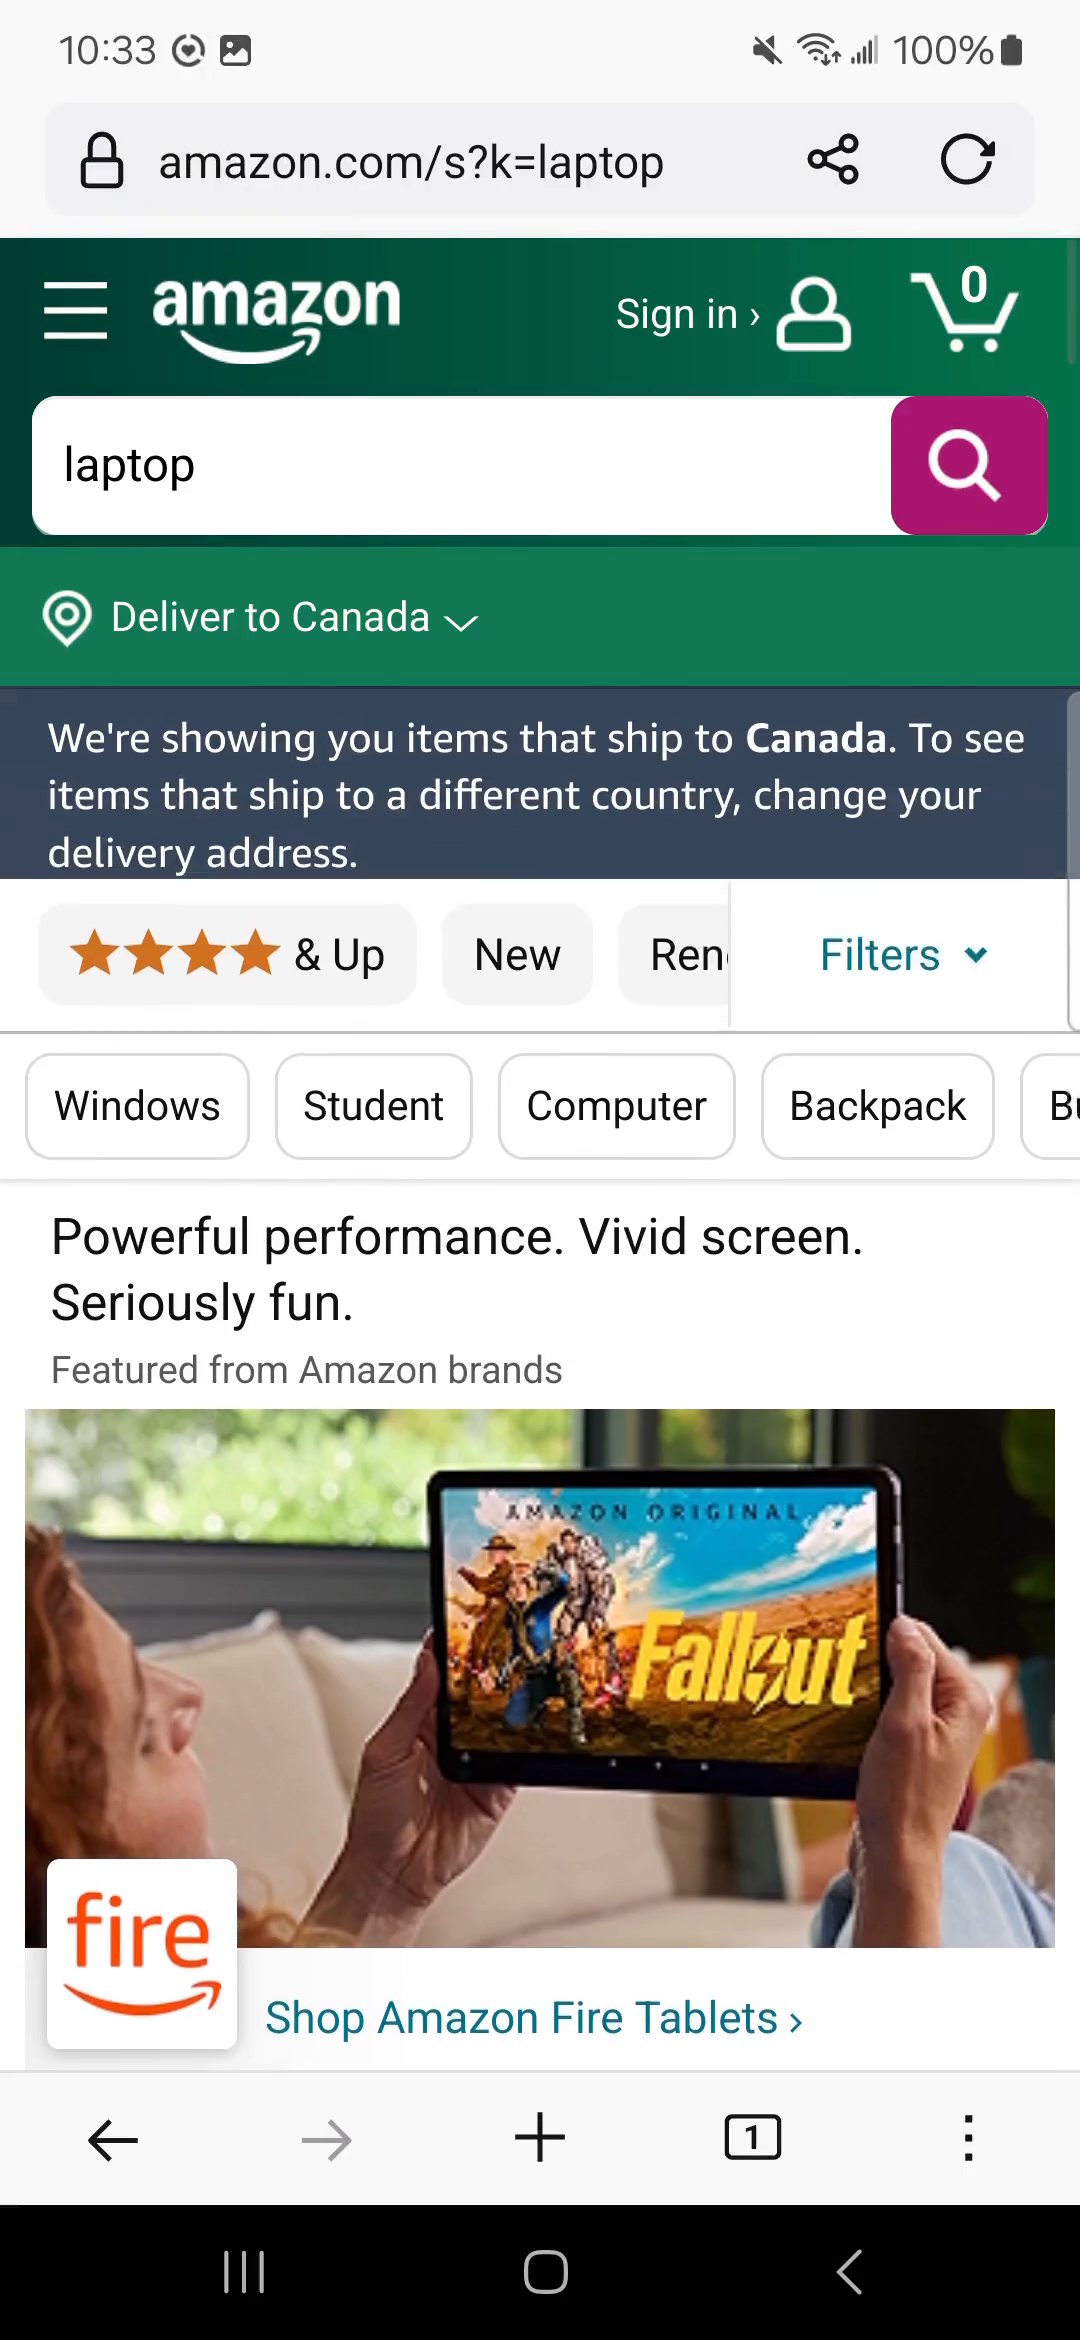 10:33 100%
amazon.com/s?k=laptop
amazon Sign in › 0
laptop
Deliver to Canada
We're showing you items that ship to Canada. To see
items that ship to a different country, change your
delivery address.
& Up New Ren Filters
Windows Student Computer Backpack Bu
Powerful performance. Vivid screen.
Seriously fun.
Featured from Amazon brands
AMAZON ORIGINAL
Fallout
fire
Shop Amazon Fire Tablets ›
1